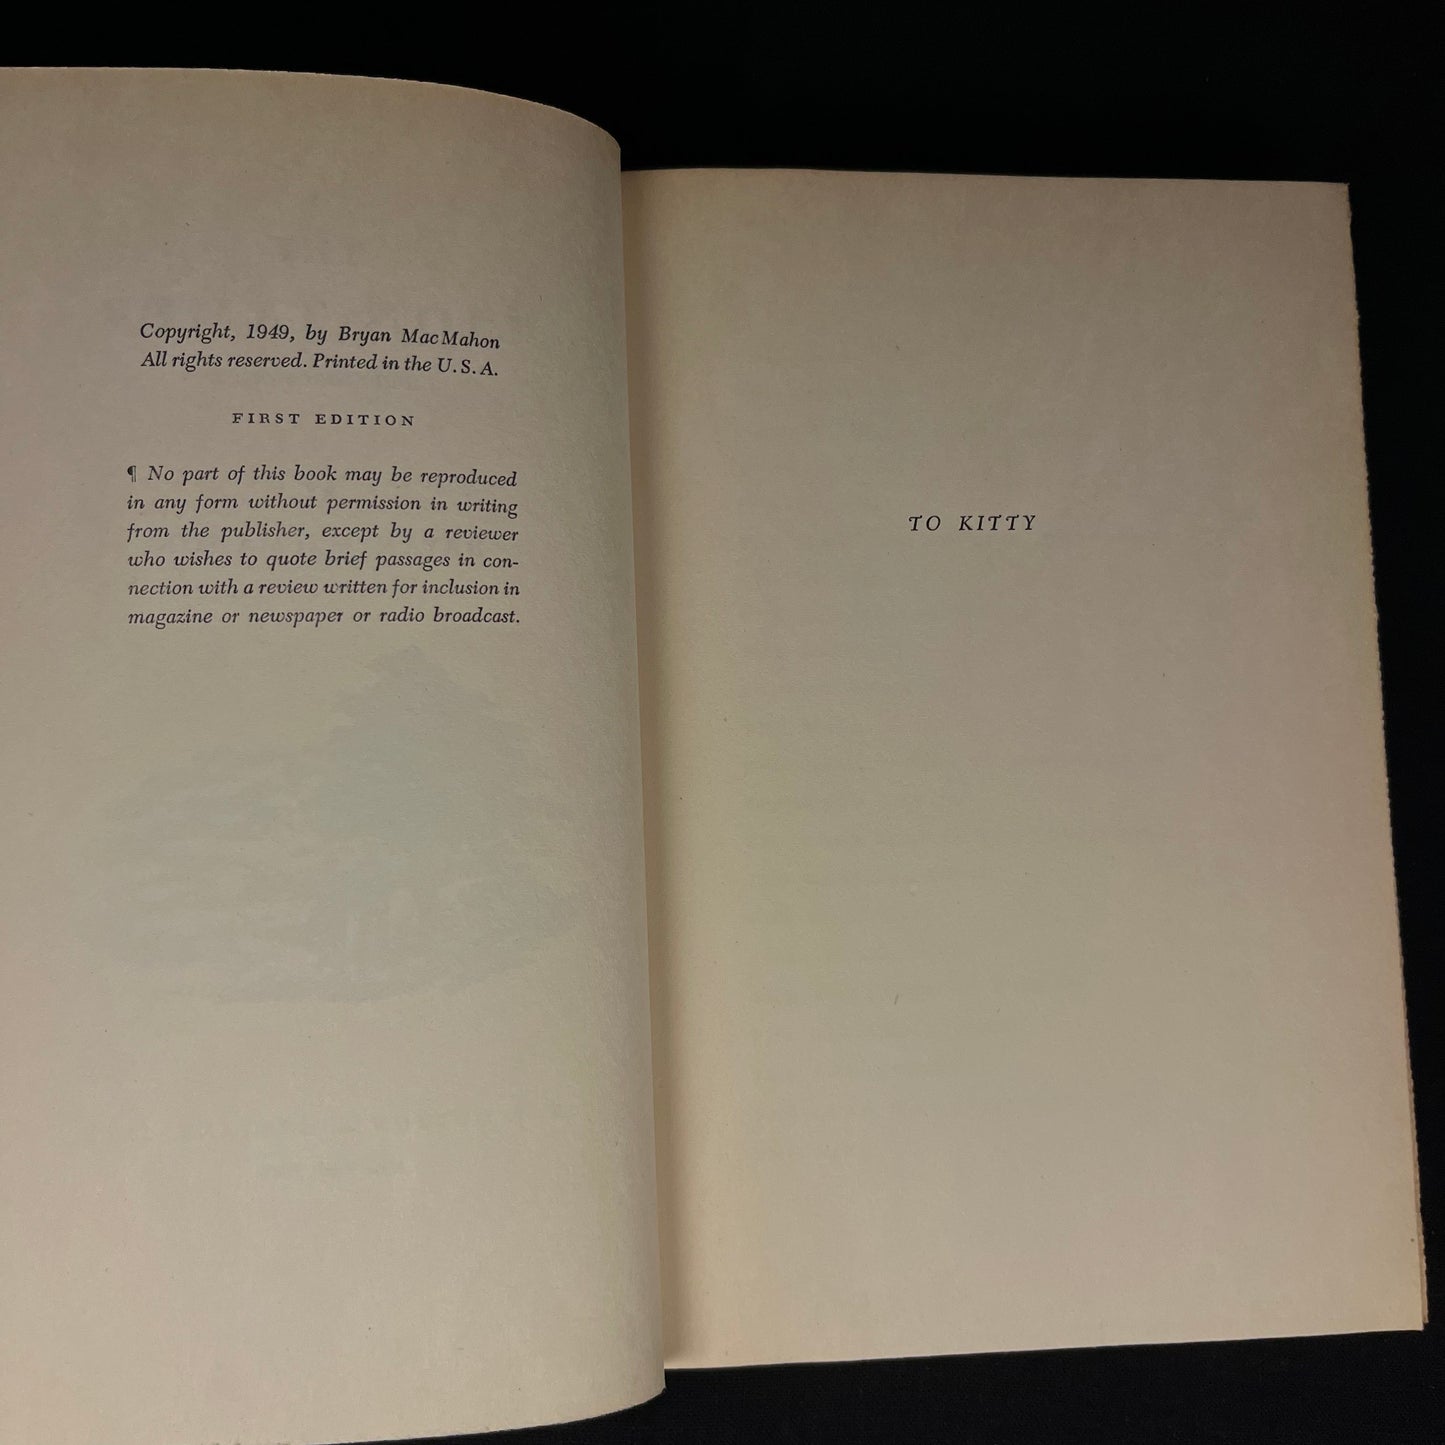 Copyright, 1949, by Bryan MacMahon
All rights reserved. Printed in the U.S.A.
FIRST EDITION
¶ No part of this book may be reproduced
in any form without permission in writing
from the publisher, except by a reviewer
who wishes to quote brief passages in con-
nection with a review written for inclusion in
magazine or newspaper or radio broadcast.
TO KITTY